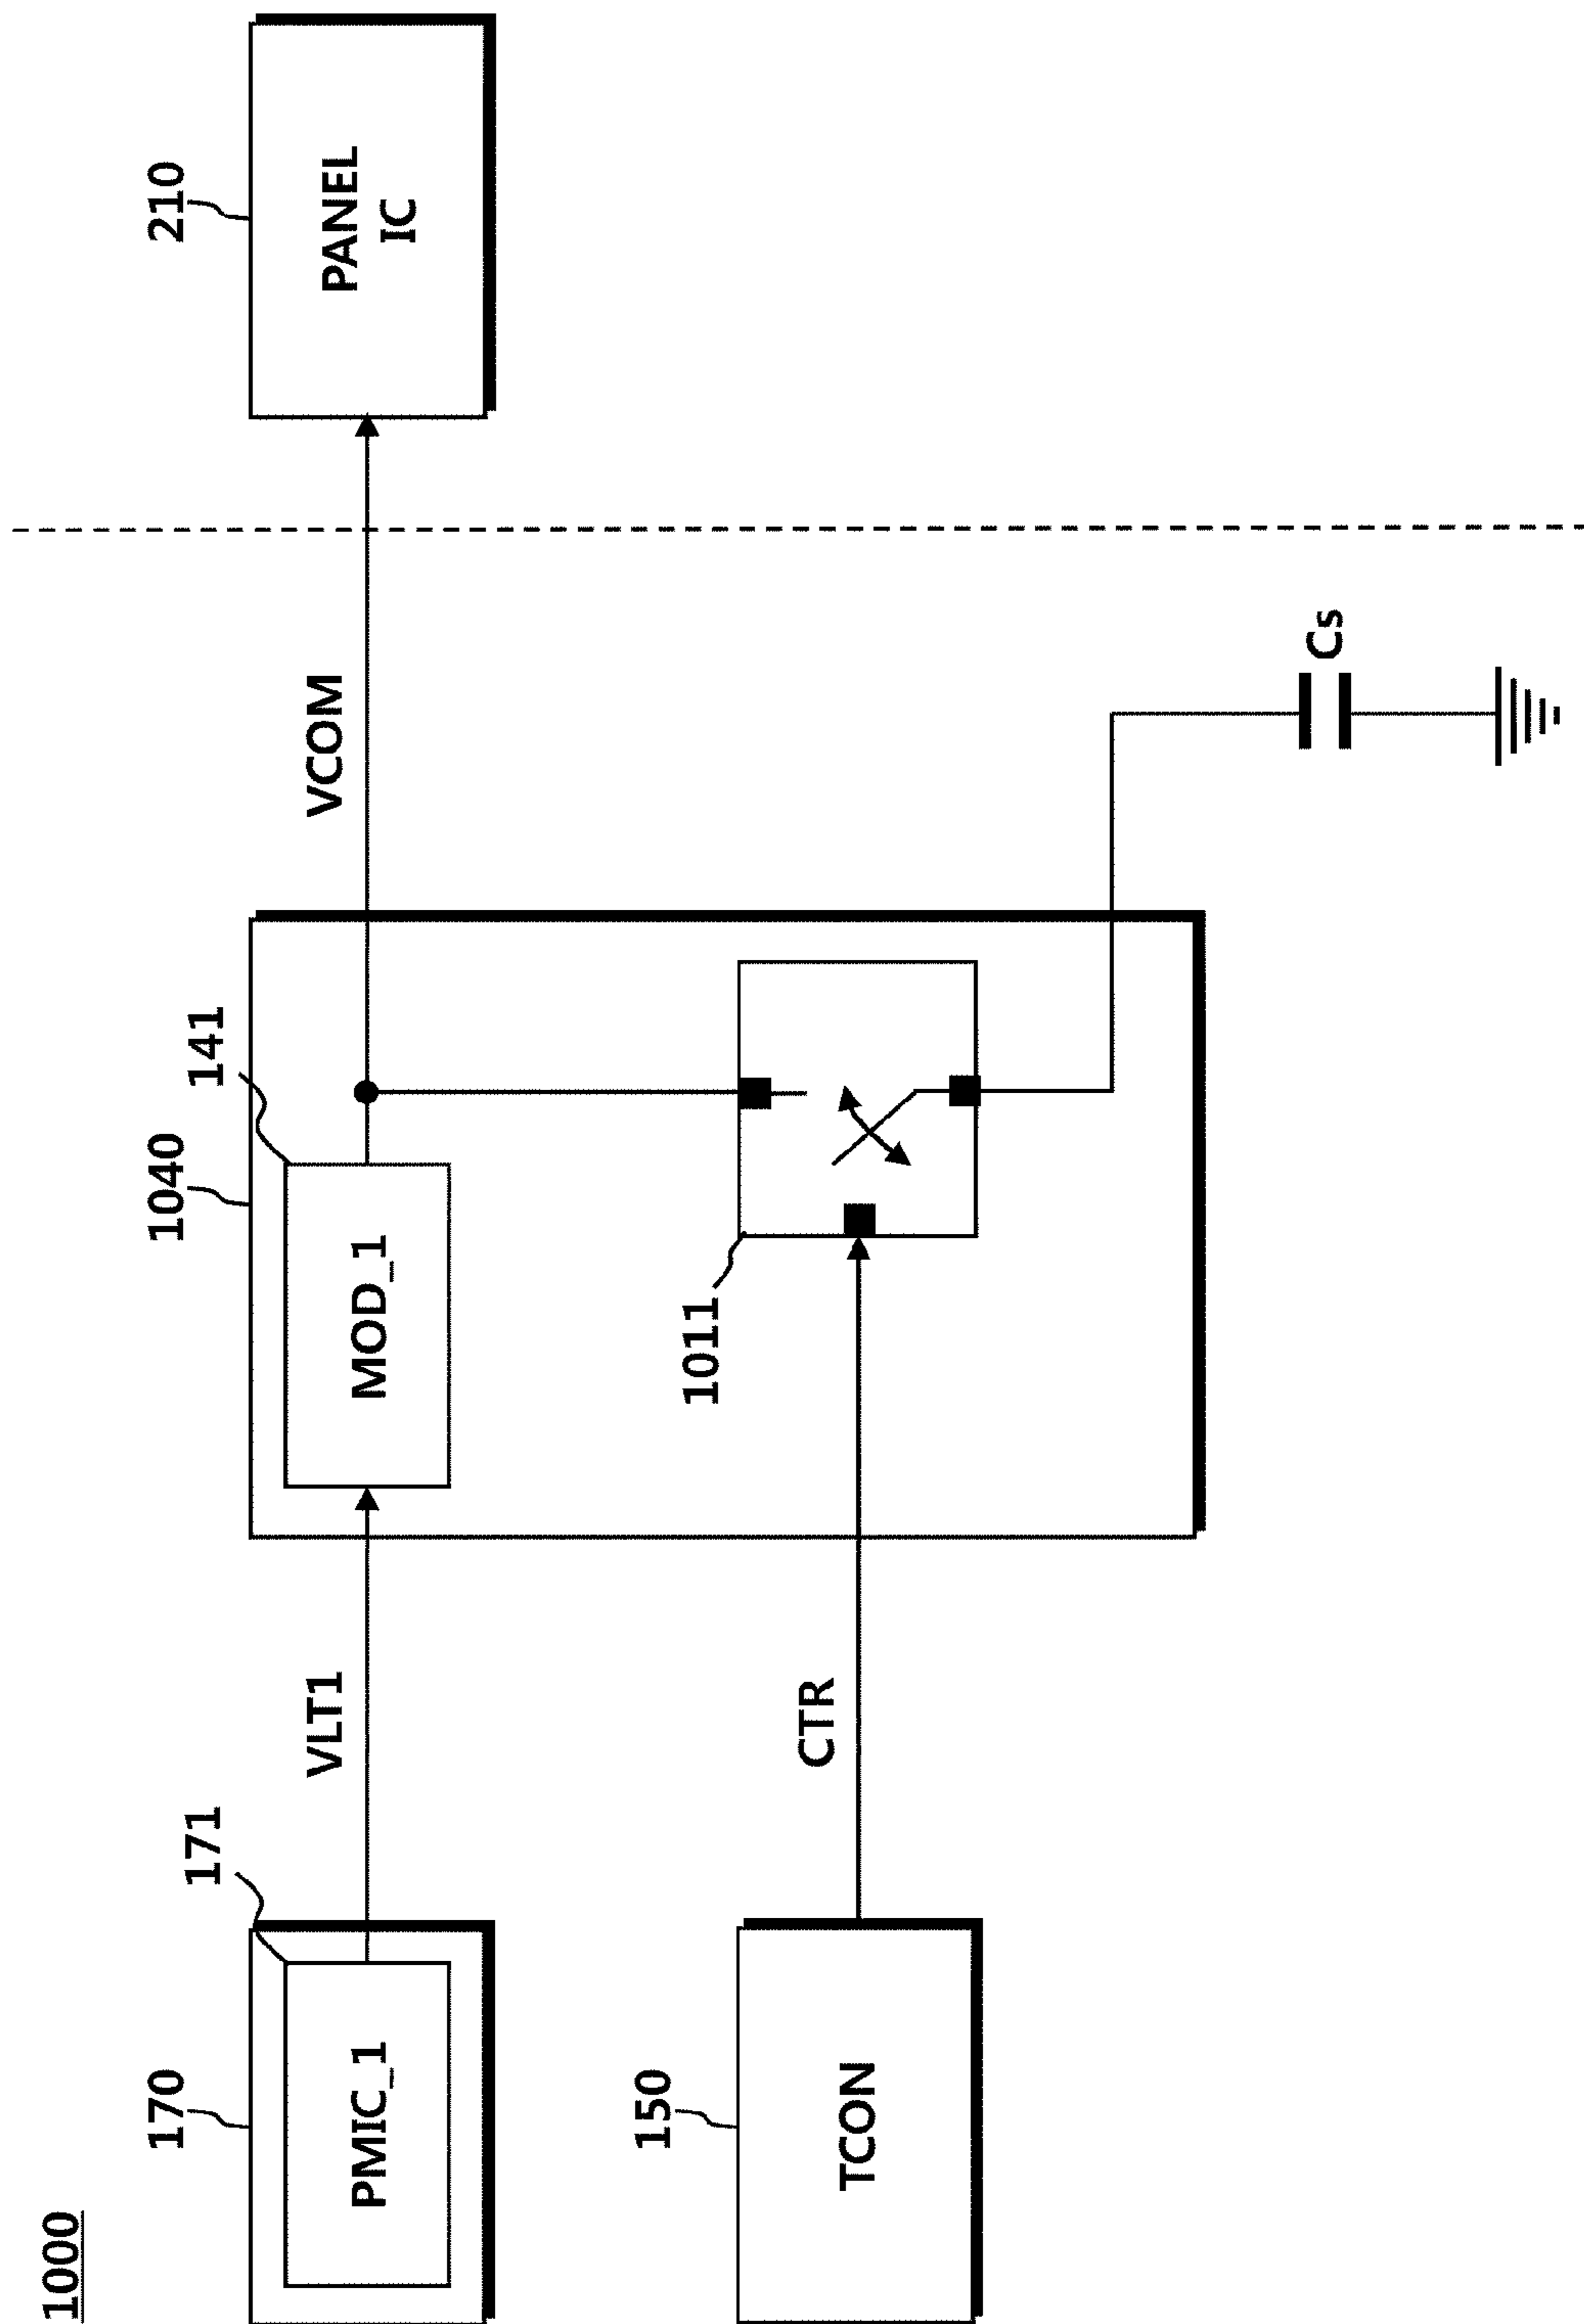 1000
170
171
PMIC_1
VLT1
1040
141
MOD_1
VCOM
210
PANEL
IC
150
TCON
CTR
1011
Cs